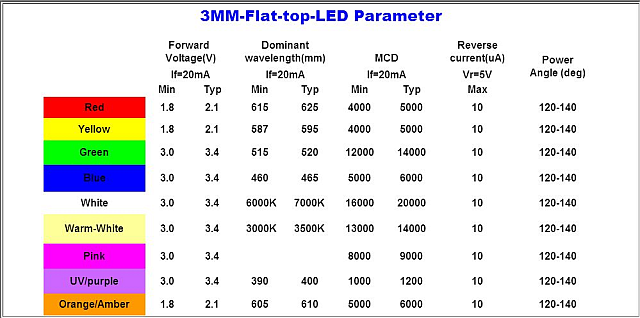 3MM-Flat-top-LED Parameter
Forward Voltage(V) Dominant wavelength(mm) MCD Reverse current(uA) Power Angle (deg)
If=20mA If=20mA If=20mA Vr=5V
Min Typ Min Typ Min Typ Max
Red 1.8 2.1 615 625 4000 5000 10 120-140
Yellow 1.8 2.1 587 595 4000 5000 10 120-140
Green 3.0 3.4 515 520 12000 14000 10 120-140
Blue 3.0 3.4 460 465 5000 6000 10 120-140
White 3.0 3.4 6000K 7000K 16000 20000 10 120-140
Warm-White 3.0 3.4 3000K 3500K 13000 14000 10 120-140
Pink 3.0 3.4 8000 9000 10 120-140
UV/purple 3.0 3.4 390 400 1000 1200 10 120-140
Orange/Amber 1.8 2.1 605 610 5000 6000 10 120-140